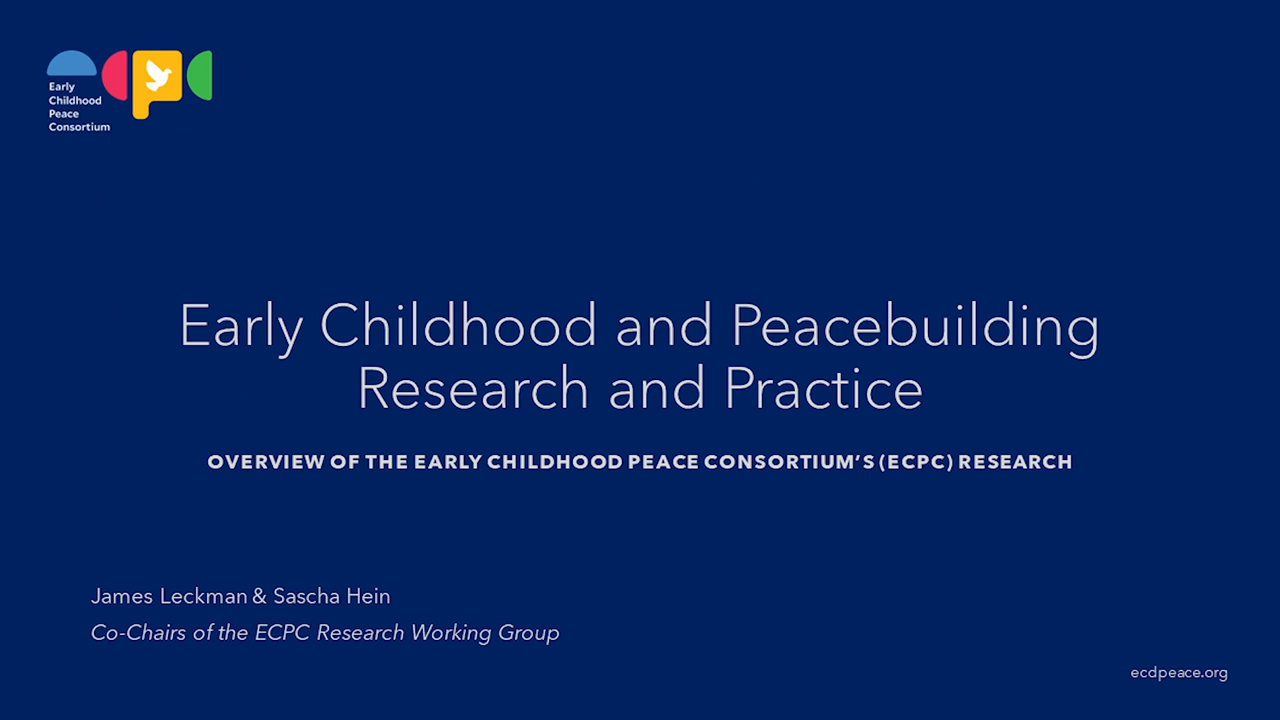 Early
Childhood
Peace
Consortium
Early Childhood and Peacebuilding
Research and Practice
OVERVIEW OF THE EARLY CHILDHOOD PEACE CONSORTIUM'S (ECPC) RESEARCH
James Leckman & Sascha Hein
Co-Chairs of the ECPC Research Working Group
ecdpeace.org